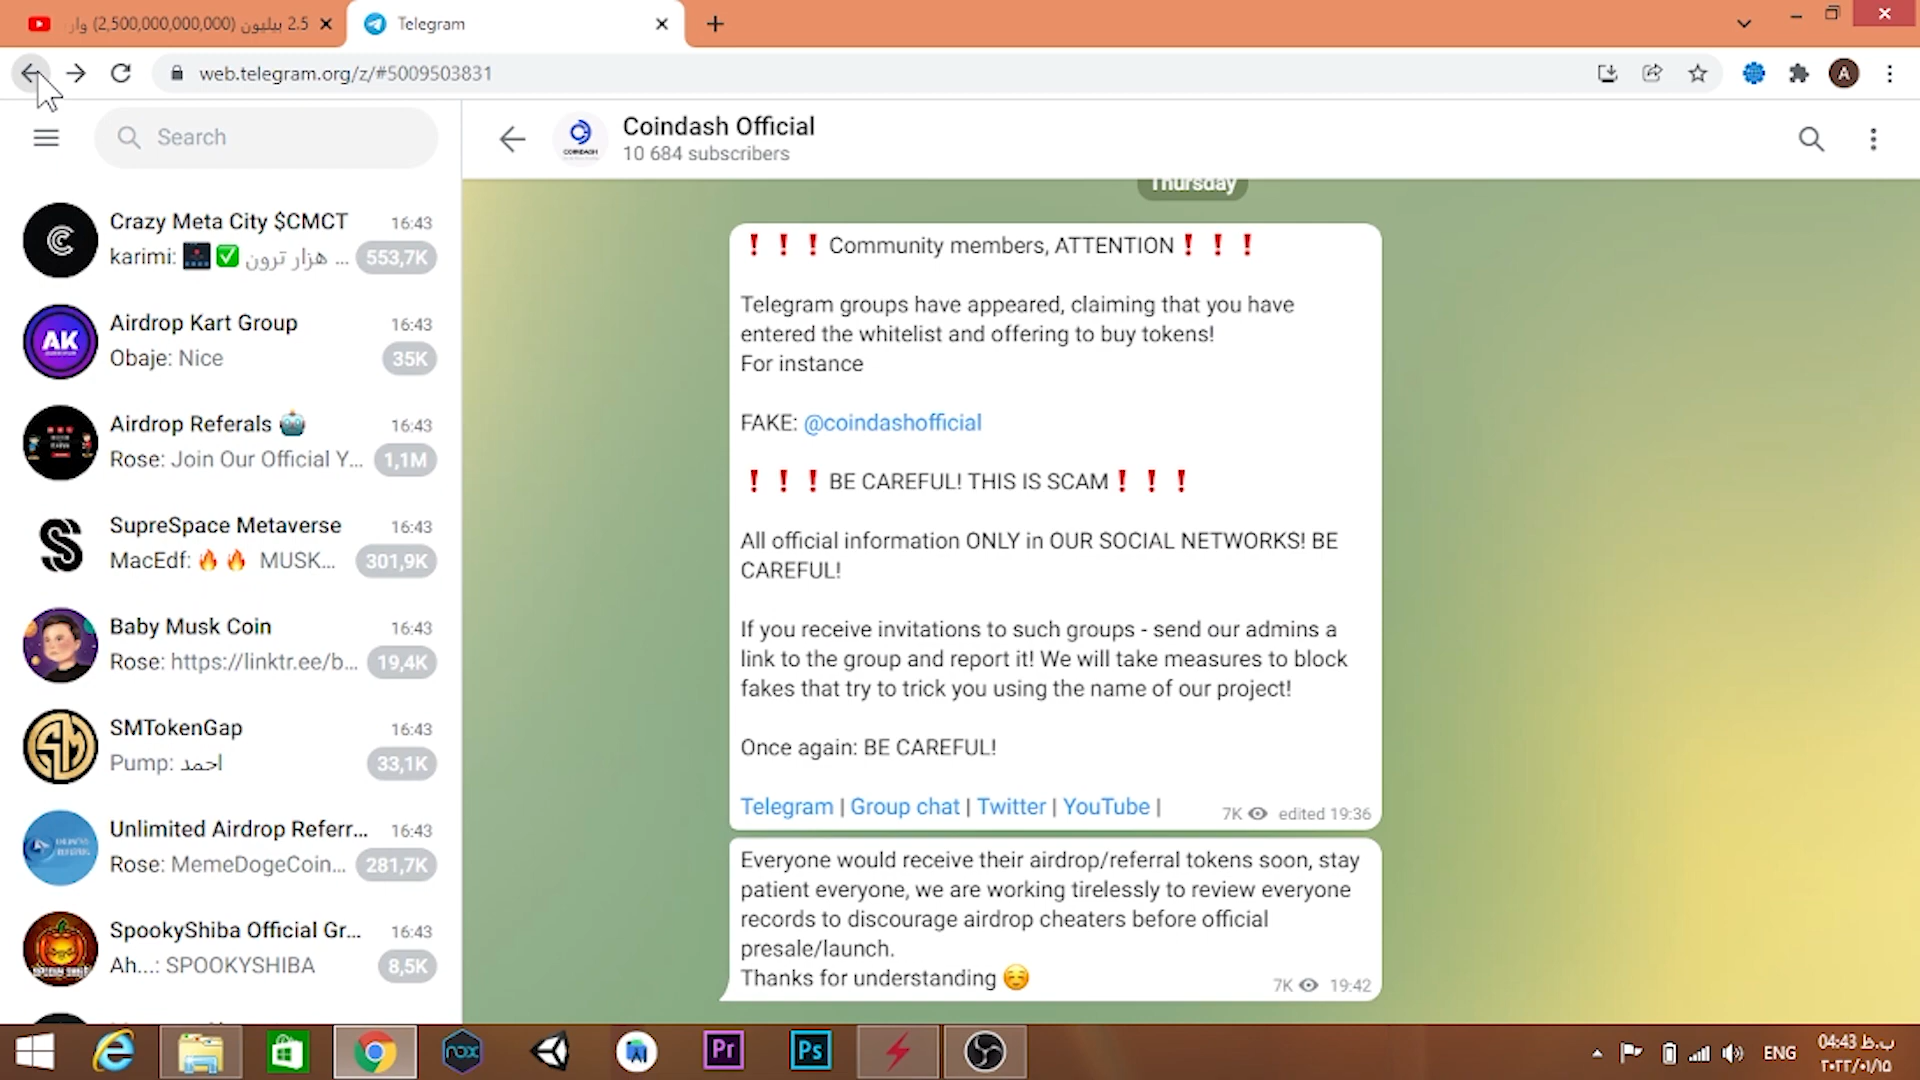 2.5 بیلیون (2,500,000,000,000) وار
Telegram
web.telegram.org/z/#5009503831
A
Search
Coindash Official
10 684 subscribers
Crazy Meta City $CMCT 16:43
karimi: هزار ترون ... 553,7K
Airdrop Kart Group 16:43
AK
Obaje: Nice 35K
Airdrop Referals 16:43
Rose: Join Our Official Y... 1,1M
SupreSpace Metaverse 16:43
MacEdf: 🔥 🔥 MUSK... 301,9K
Baby Musk Coin 16:43
Rose: https://linktr.ee/b... 19,4K
SMTokenGap 16:43
SM
Pump: احمد 33,1K
Unlimited Airdrop Referr... 16:43
Rose: MemeDogeCoin... 281,7K
SpookyShiba Official Gr... 16:43
Ah...: SPOOKYSHIBA 8,5K
Thursday
❗ ❗ ❗ Community members, ATTENTION ❗ ❗ ❗
Telegram groups have appeared, claiming that you have
entered the whitelist and offering to buy tokens!
For instance
FAKE: @coindashofficial
❗ ❗ ❗ BE CAREFUL! THIS IS SCAM ❗ ❗ ❗
All official information ONLY in OUR SOCIAL NETWORKS! BE
CAREFUL!
If you receive invitations to such groups - send our admins a
link to the group and report it! We will take measures to block
fakes that try to trick you using the name of our project!
Once again: BE CAREFUL!
Telegram | Group chat | Twitter | YouTube |
7K edited 19:36
Everyone would receive their airdrop/referral tokens soon, stay
patient everyone, we are working tirelessly to review everyone
records to discourage airdrop cheaters before official
presale/launch.
Thanks for understanding ☺️
7K 19:42
nox
Pr
Ps
ENG
04:43 ب.ظ
۲۰۲۲/۰۱/۱۵